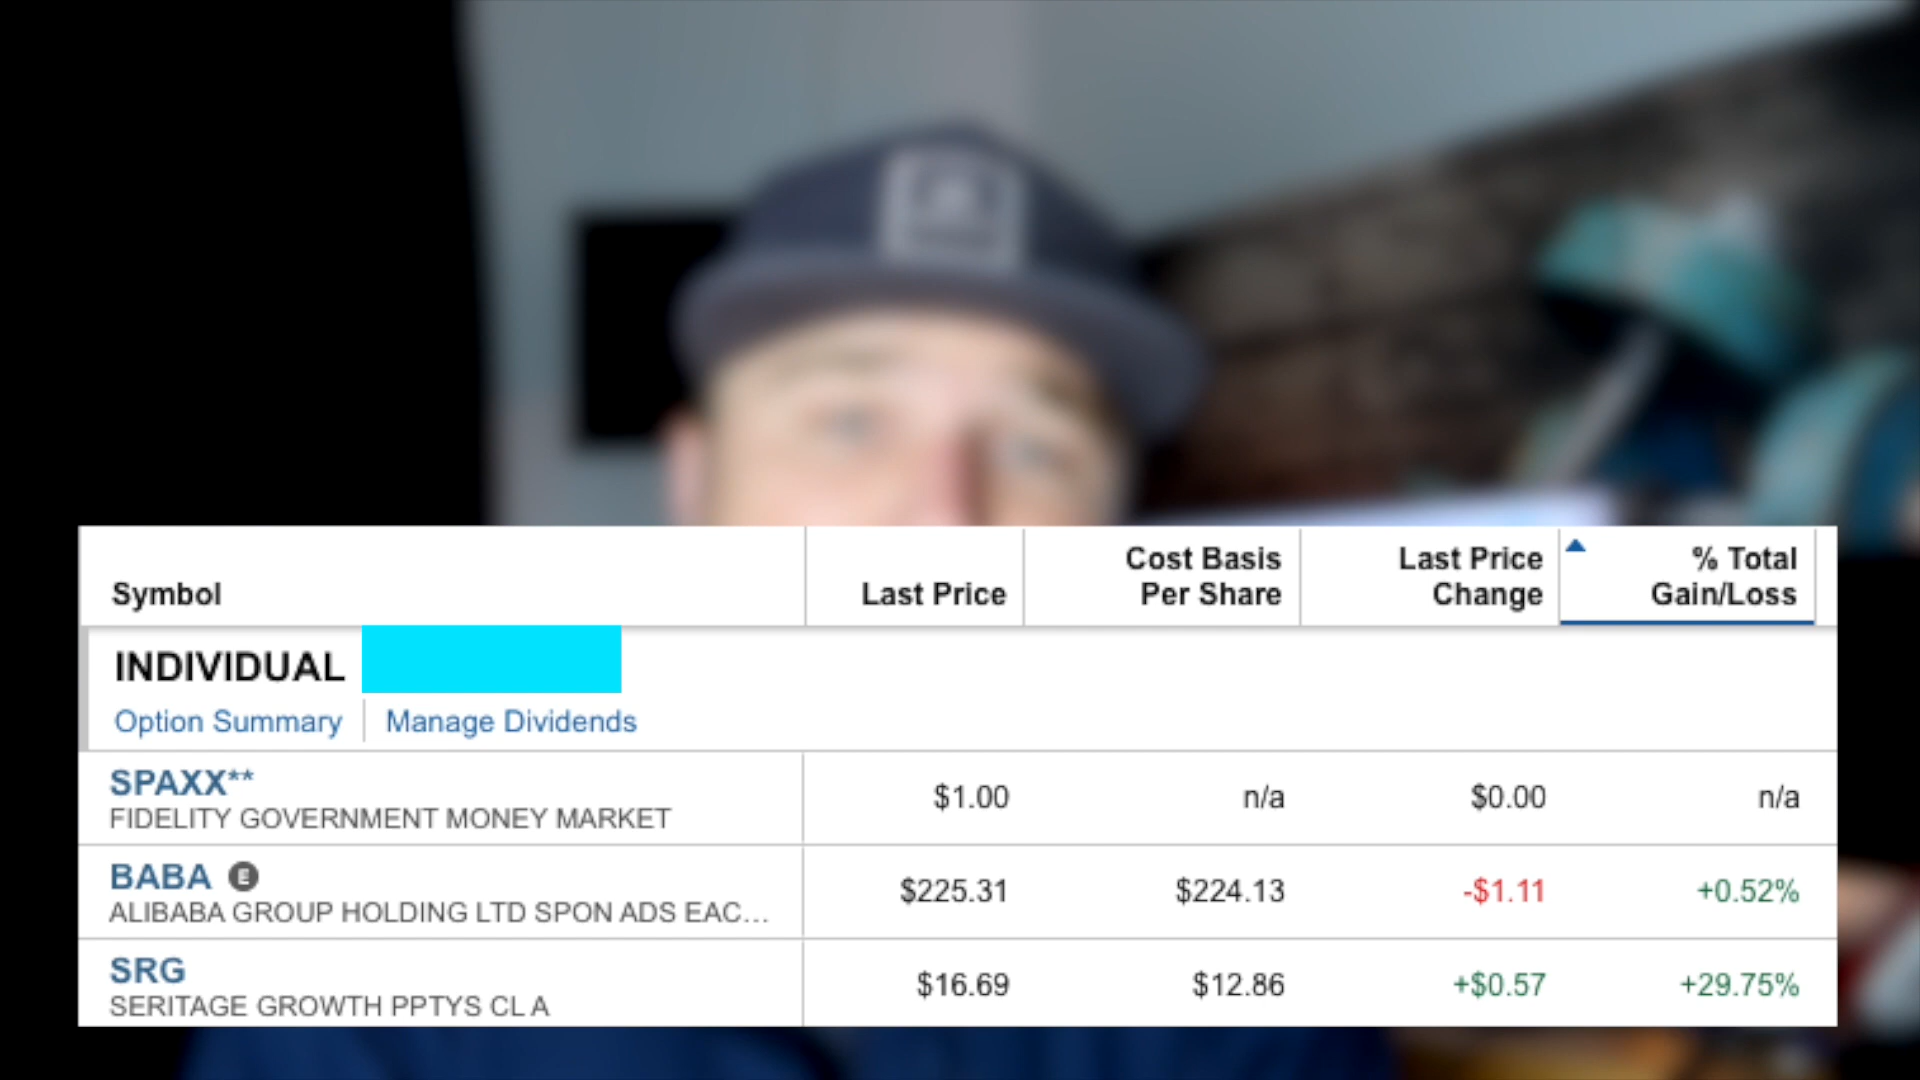 Symbol
Last Price
Cost Basis
Per Share
Last Price
Change
% Total
Gain/Loss
INDIVIDUAL
Option Summary | Manage Dividends
SPAXX**
FIDELITY GOVERNMENT MONEY MARKET
$1.00 n/a $0.00 n/a
BABA E
ALIBABA GROUP HOLDING LTD SPON ADS EAC...
$225.31 $224.13 -$1.11 +0.52%
SRG
SERITAGE GROWTH PPTYS CL A
$16.69 $12.86 +$0.57 +29.75%